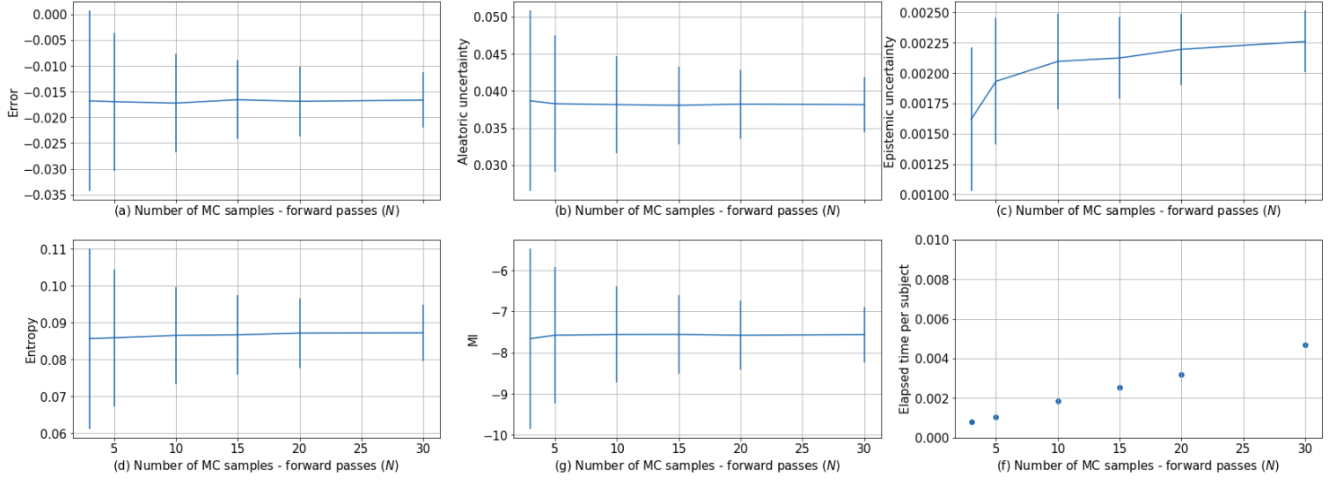 0.000
−0.005
−0.010
−0.015
−0.020
−0.025
−0.030
−0.035
Error
(a) Number of MC samples - forward passes (N)
0.050
0.045
0.040
0.035
0.030
Aleatoric uncertainty
(b) Number of MC samples - forward passes (N)
0.00250
0.00225
0.00200
0.00175
0.00150
0.00125
0.00100
Epistemic uncertainty
(c) Number of MC samples - forward passes (N)
0.11
0.10
0.09
0.08
0.07
0.06
Entropy
5 10 15 20 25 30
(d) Number of MC samples - forward passes (N)
−6
−7
−8
−9
−10
MI
5 10 15 20 25 30
(g) Number of MC samples - forward passes (N)
0.010
0.008
0.006
0.004
0.002
0.000
Elapsed time per subject
5 10 15 20 25 30
(f) Number of MC samples - forward passes (N)